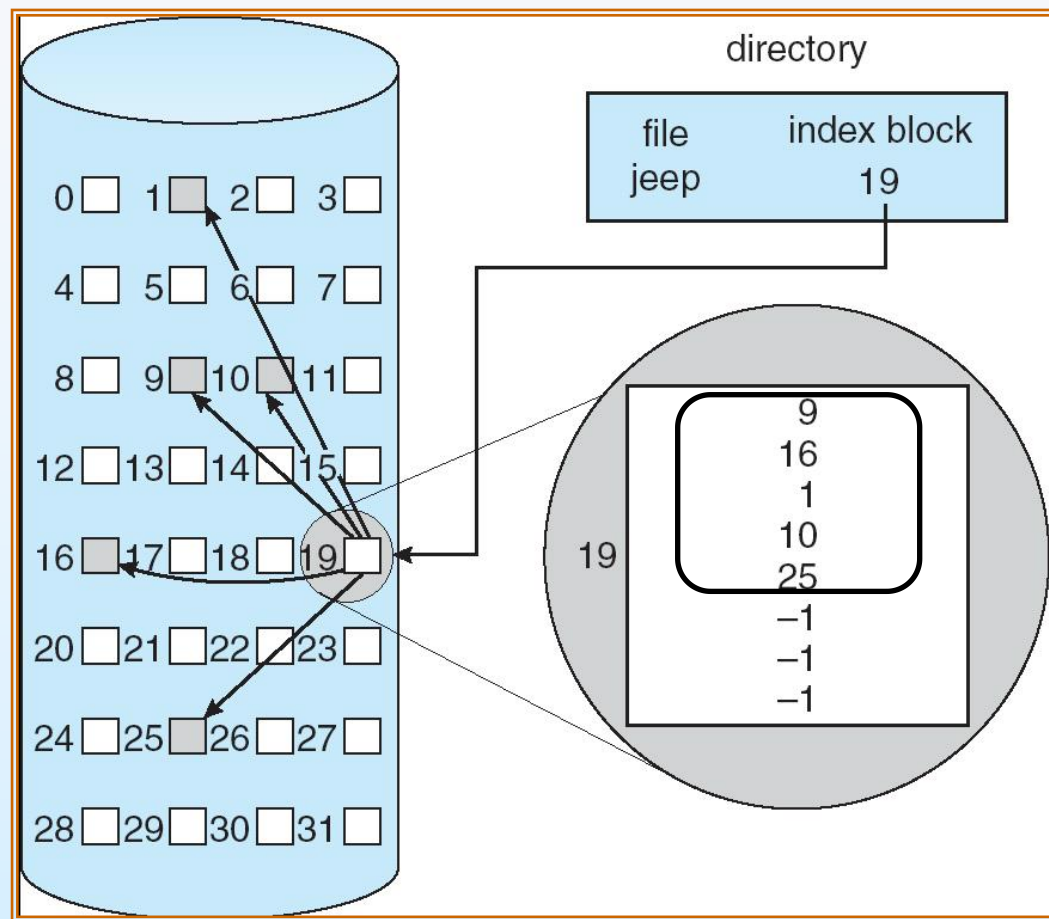 directory
file index block
jeep 19
0 1 2 3
4 5 6 7
8 9 10 11
12 13 14 15
16 17 18 19
20 21 22 23
24 25 26 27
28 29 30 31
19
9
16
1
10
25
–1
–1
–1